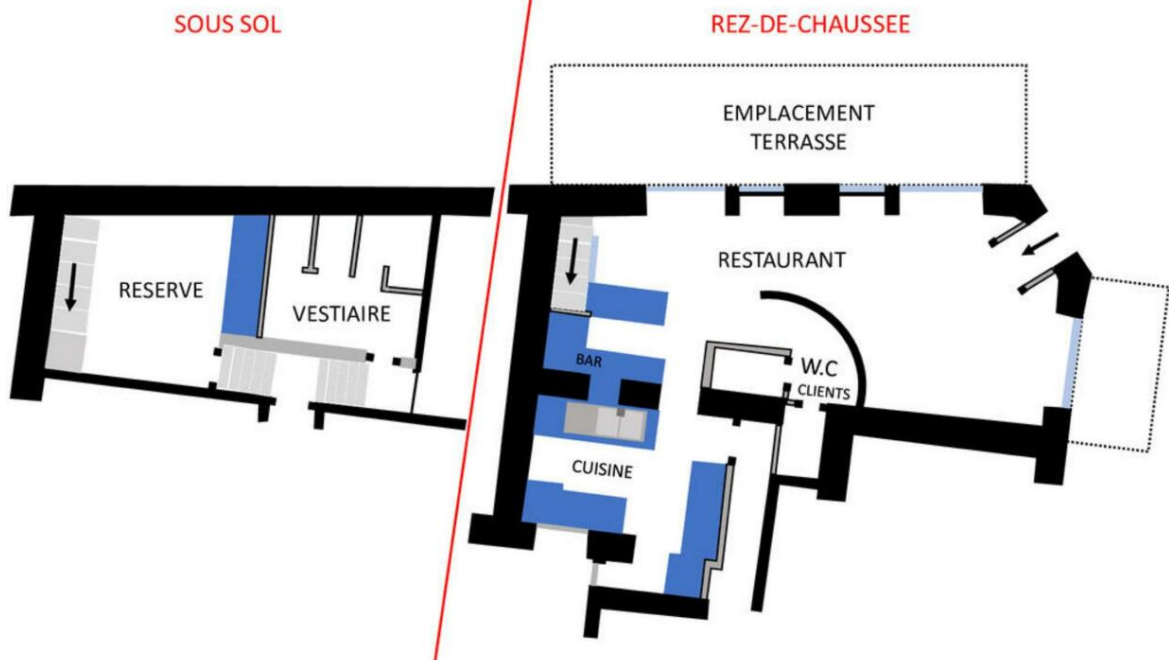 SOUS SOL
REZ-DE-CHAUSSEE
EMPLACEMENT
TERRASSE
RESERVE
VESTIAIRE
RESTAURANT
BAR
W.C
CLIENTS
CUISINE